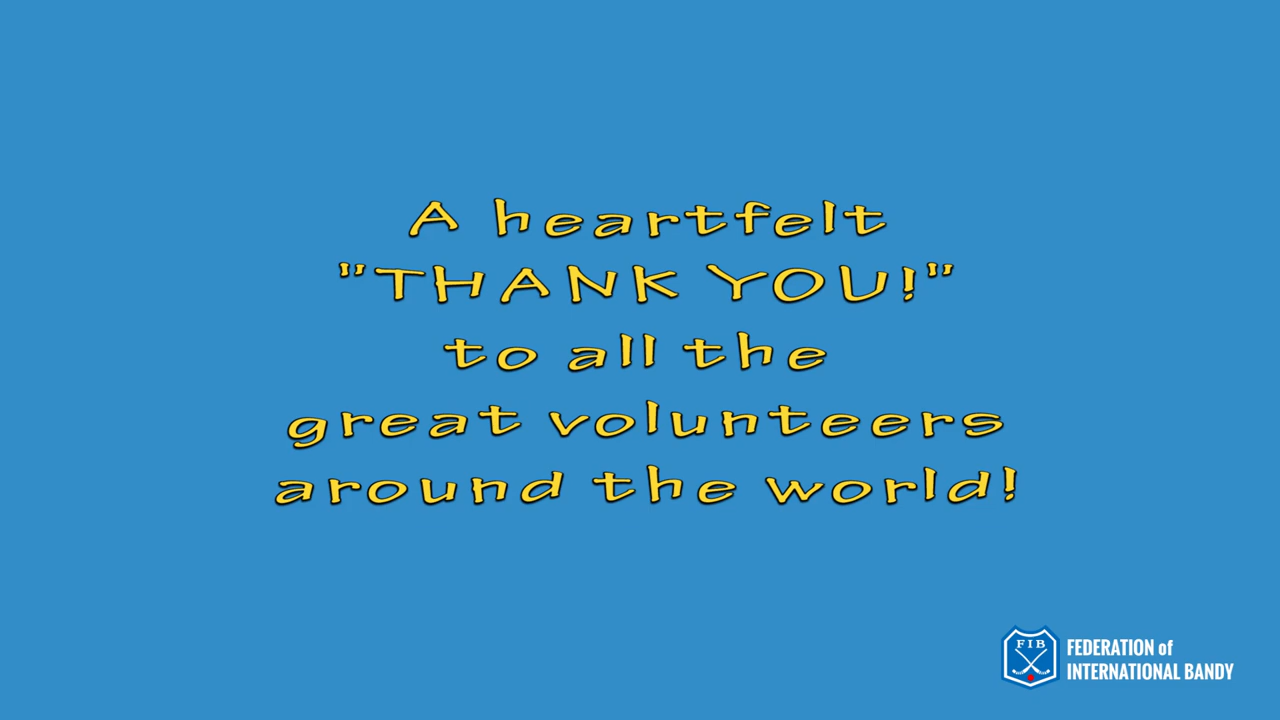 A heartfelt
"THANK YOU!"
to all the
great volunteers
around the world!
FIB
FEDERATION of
INTERNATIONAL BANDY